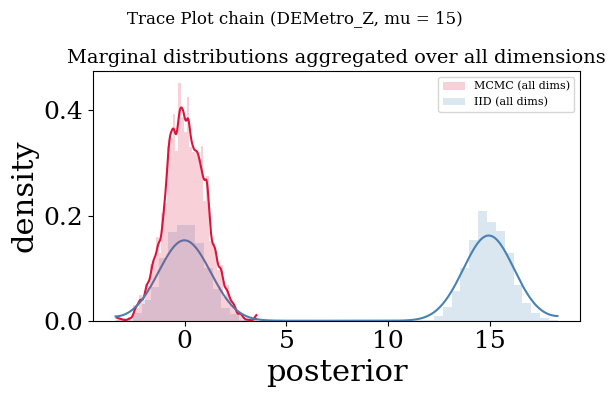 Trace Plot chain (DEMetro_Z, mu = 15)
Marginal distributions aggregated over all dimensions
MCMC (all dims)
IID (all dims)
density
0.4
0.2
0.0
0
5
10
15
posterior